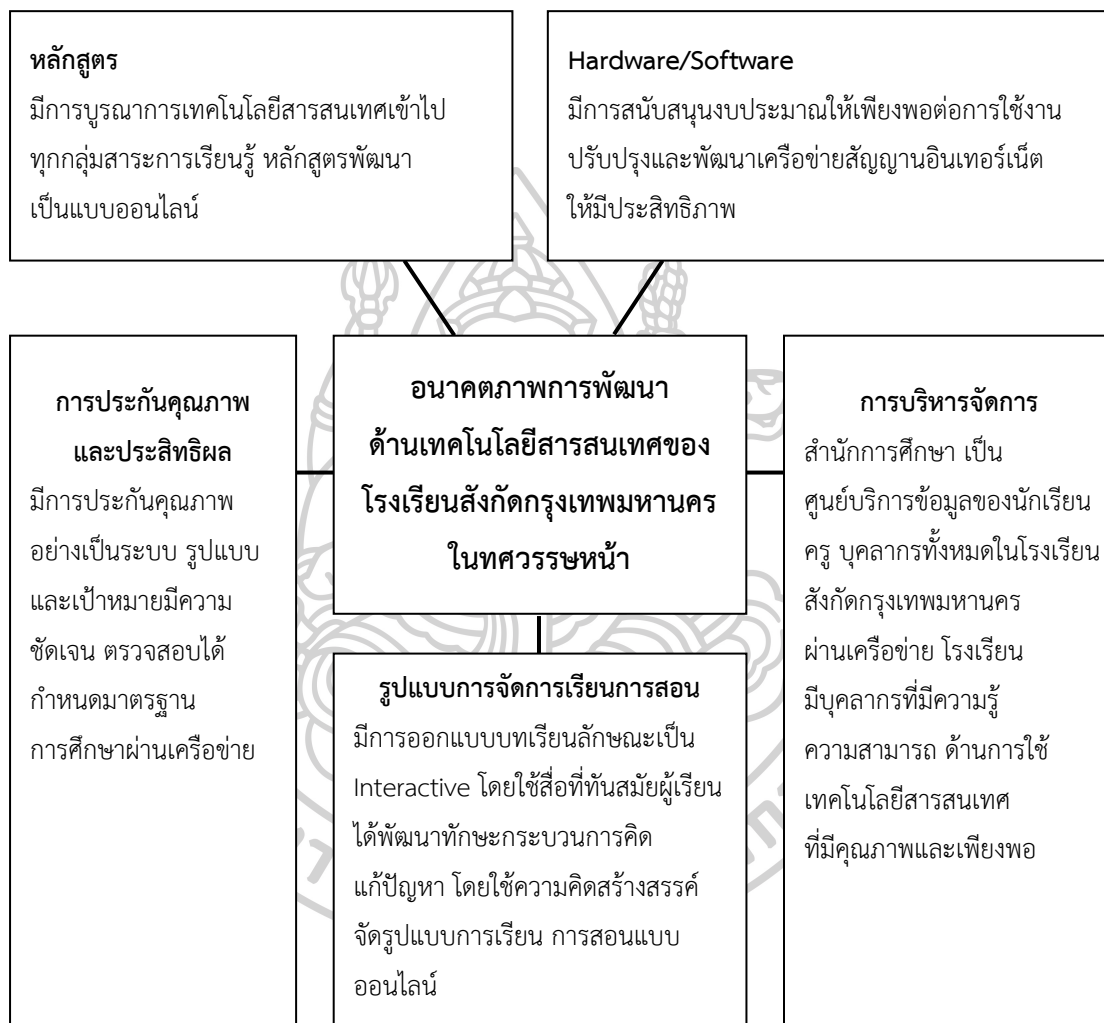 หลักสูตร
มีการบูรณาการเทคโนโลยีสารสนเทศเข้าไป
ทุกกลุ่มสาระการเรียนรู้ หลักสูตรพัฒนา
เป็นแบบออนไลน์
Hardware/Software
มีการสนับสนุนงบประมาณให้เพียงพอต่อการใช้งาน
ปรับปรุงและพัฒนาเครือข่ายสัญญานอินเทอร์เน็ต
ให้มีประสิทธิภาพ
การประกันคุณภาพ
และประสิทธิผล
มีการประกันคุณภาพ
อย่างเป็นระบบ รูปแบบ
และเป้าหมายมีความ
ชัดเจน ตรวจสอบได้
กำหนดมาตรฐาน
การศึกษาผ่านเครือข่าย
อนาคตภาพการพัฒนา
ด้านเทคโนโลยีสารสนเทศของ
โรงเรียนสังกัดกรุงเทพมหานคร
ในทศวรรษหน้า
การบริหารจัดการ
สำนักการศึกษา เป็น
ศูนย์บริการข้อมูลของนักเรียน
ครู บุคลากรทั้งหมดในโรงเรียน
สังกัดกรุงเทพมหานคร
ผ่านเครือข่าย โรงเรียน
มีบุคลากรที่มีความรู้
ความสามารถ ด้านการใช้
เทคโนโลยีสารสนเทศ
ที่มีคุณภาพและเพียงพอ
รูปแบบการจัดการเรียนการสอน
มีการออกแบบบทเรียนลักษณะเป็น
Interactive โดยใช้สื่อที่ทันสมัยผู้เรียน
ได้พัฒนาทักษะกระบวนการคิด
แก้ปัญหา โดยใช้ความคิดสร้างสรรค์
จัดรูปแบบการเรียน การสอนแบบ
ออนไลน์